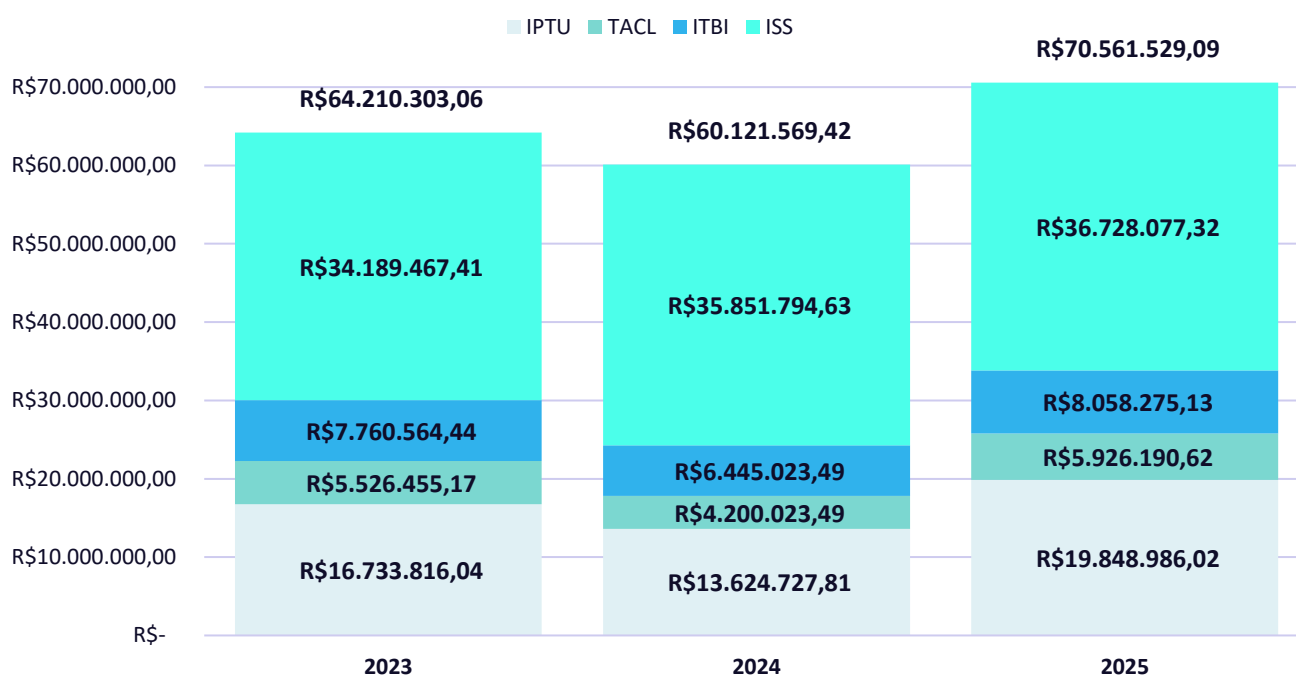 IPTU TACL ITBI ISS
R$70.561.529,09
R$70.000.000,00
R$64.210.303,06
R$60.121.569,42
R$60.000.000,00
R$50.000.000,00
R$36.728.077,32
R$34.189.467,41
R$35.851.794,63
R$40.000.000,00
R$30.000.000,00
R$8.058.275,13
R$7.760.564,44
R$6.445.023,49
R$5.926.190,62
R$20.000.000,00
R$5.526.455,17
R$4.200.023,49
R$10.000.000,00
R$19.848.986,02
R$16.733.816,04
R$13.624.727,81
R$-
2023 2024 2025